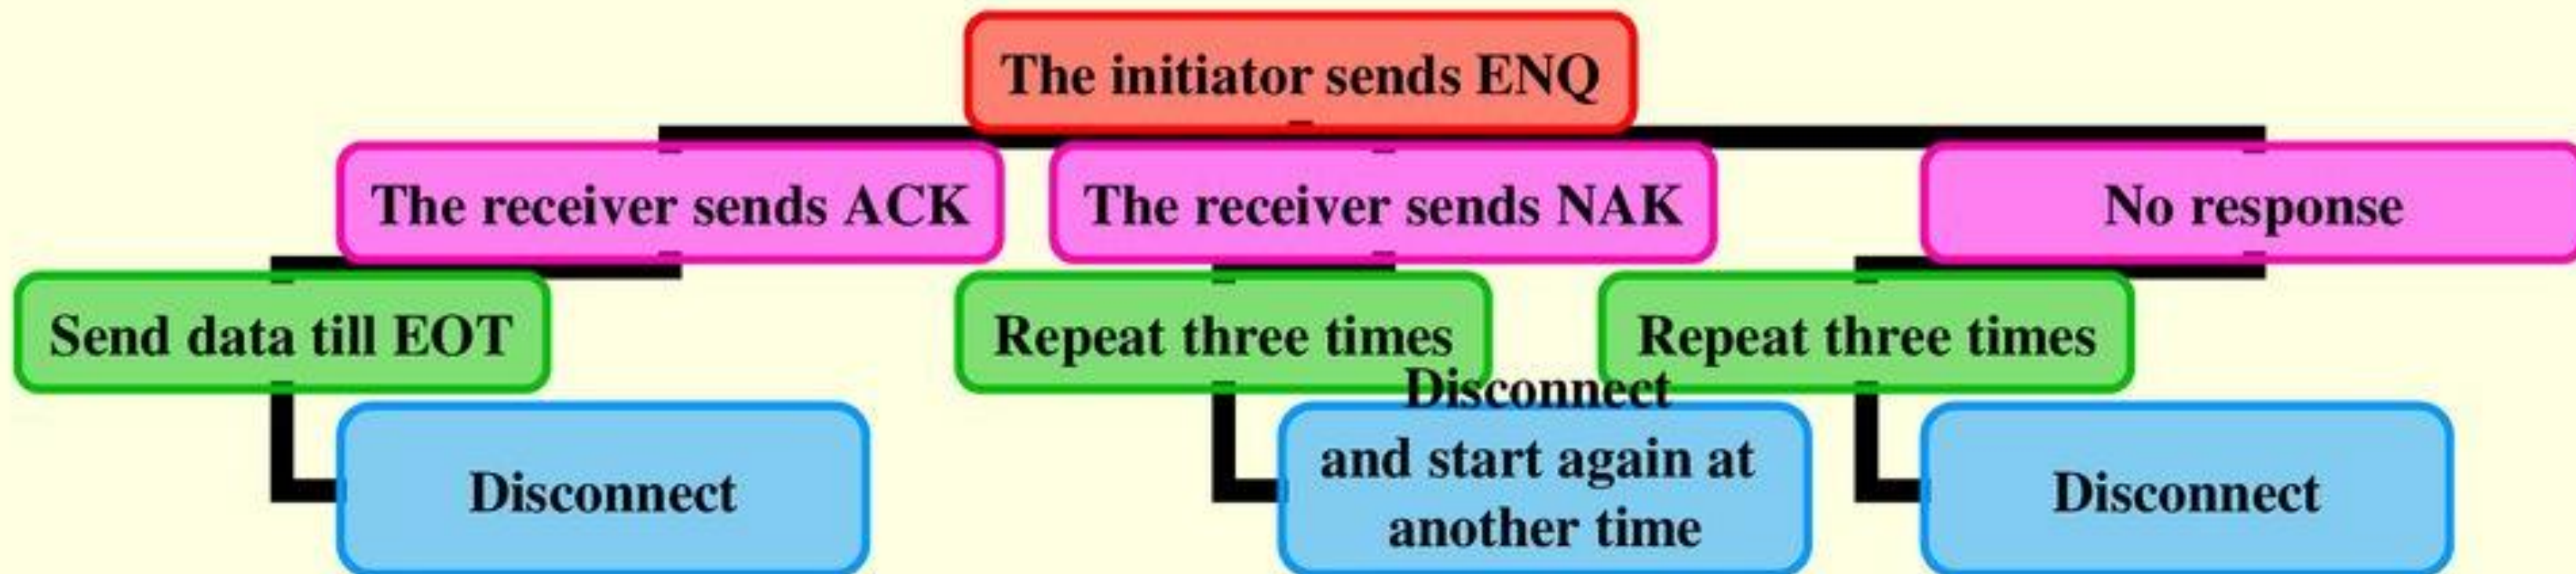 The initiator sends ENQ
The receiver sends ACK
The receiver sends NAK
No response
Send data till EOT
Repeat three times
Repeat three times
Disconnect
Disconnect
and start again at
another time
Disconnect